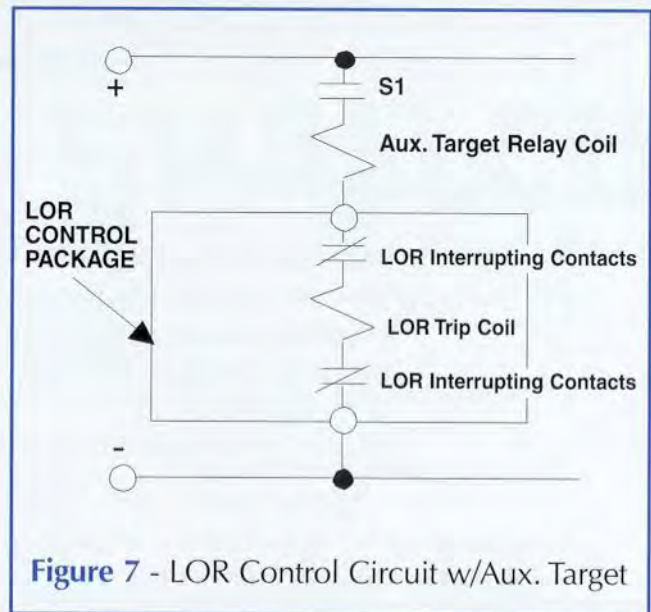 +
S1
Aux. Target Relay Coil
LOR
CONTROL
PACKAGE
LOR Interrupting Contacts
LOR Trip Coil
LOR Interrupting Contacts
-
Figure 7 - LOR Control Circuit w/Aux. Target